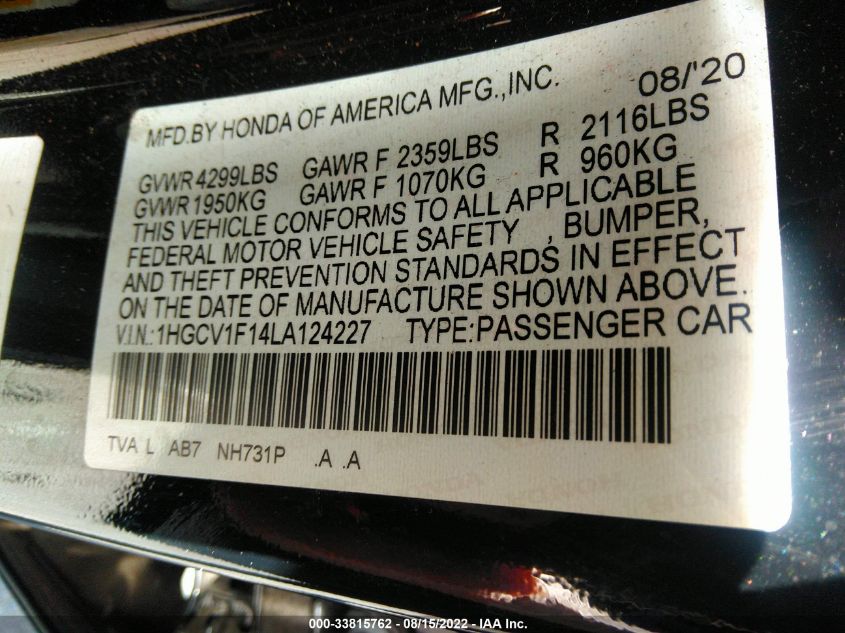 MFD.BY HONDA OF AMERICA MFG.,INC. 08/'20
GVWR 4299LBS GAWR F 2359LBS R 2116LBS
GVWR 1950KG GAWR F 1070KG R 960KG
THIS VEHICLE CONFORMS TO ALL APPLICABLE
FEDERAL MOTOR VEHICLE SAFETY , BUMPER,
AND THEFT PREVENTION STANDARDS IN EFFECT
ON THE DATE OF MANUFACTURE SHOWN ABOVE.
V.I.N.:1HGCV1F14LA124227 TYPE:PASSENGER CAR
TVA L AB7 NH731P .A .A
000-33815762 - 08/15/2022 - IAA Inc.